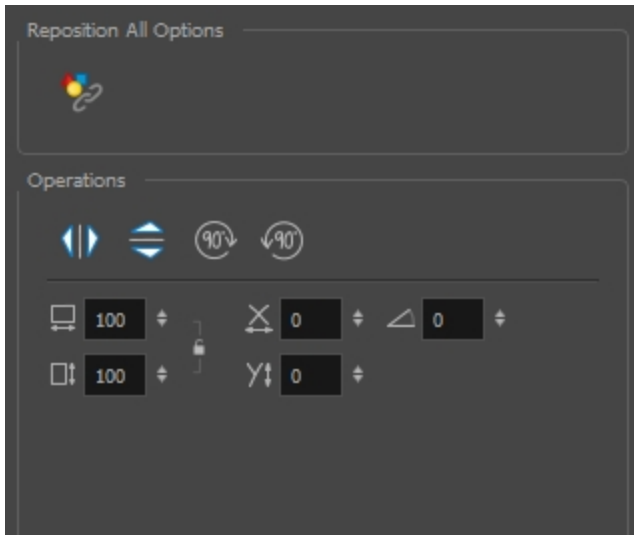 Reposition All Options
Operations
90° 90°
100 X 0 0
100 Y 0